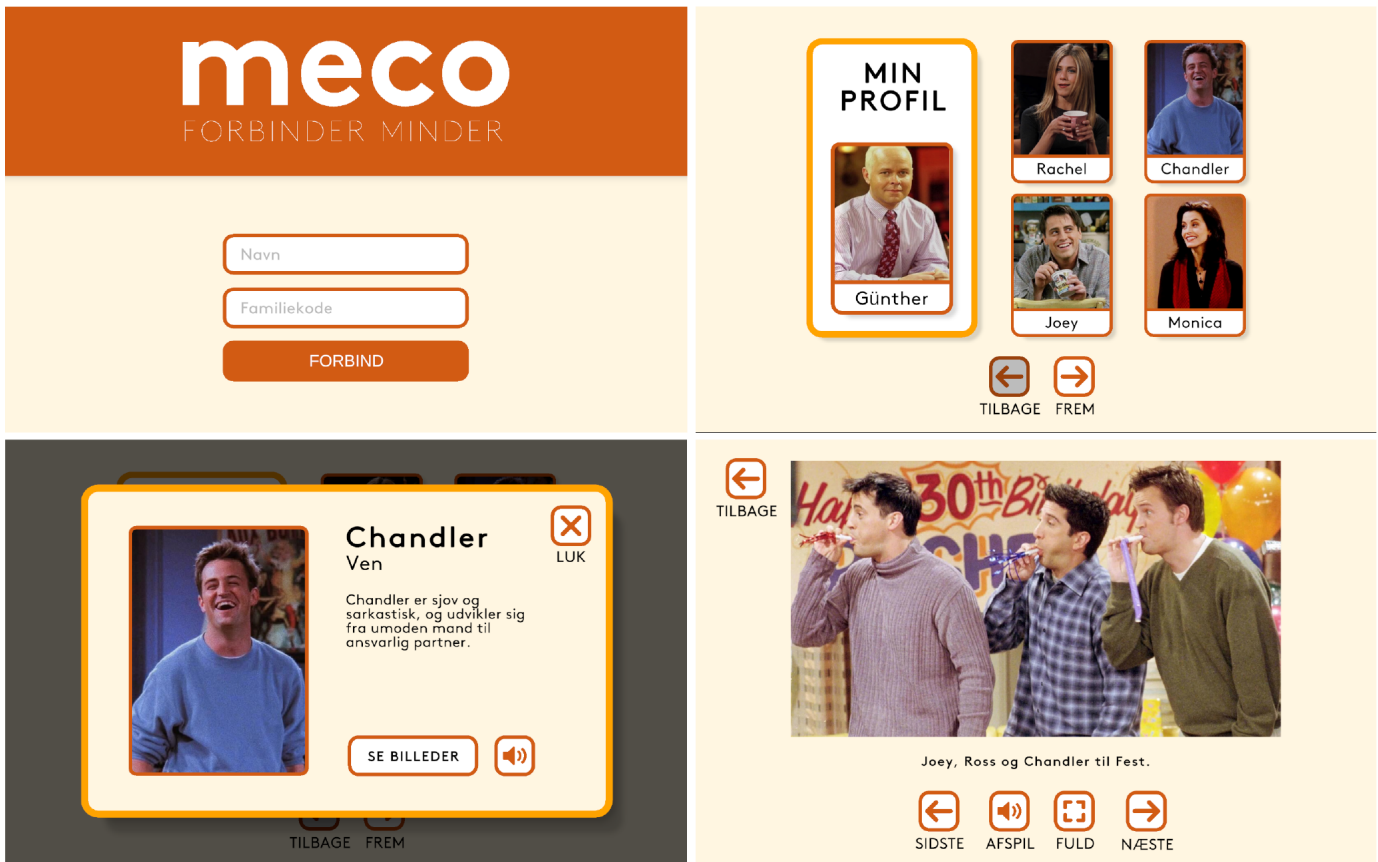 meco
FORBINDER MINDER
Navn
Familiekode
FORBIND
MIN
PROFIL
Günther
Rachel
Chandler
Joey
Monica
TILBAGE
FREM
Chandler
Ven
Chandler er sjov og
sarkastisk, og udvikler sig
fra umoden mand til
ansvarlig partner.
LUK
SE BILLEDER
TILBAGE
FREM
TILBAGE
30th
Joey, Ross og Chandler til Fest.
SIDSTE
AFSPIL
FULD
NÆSTE